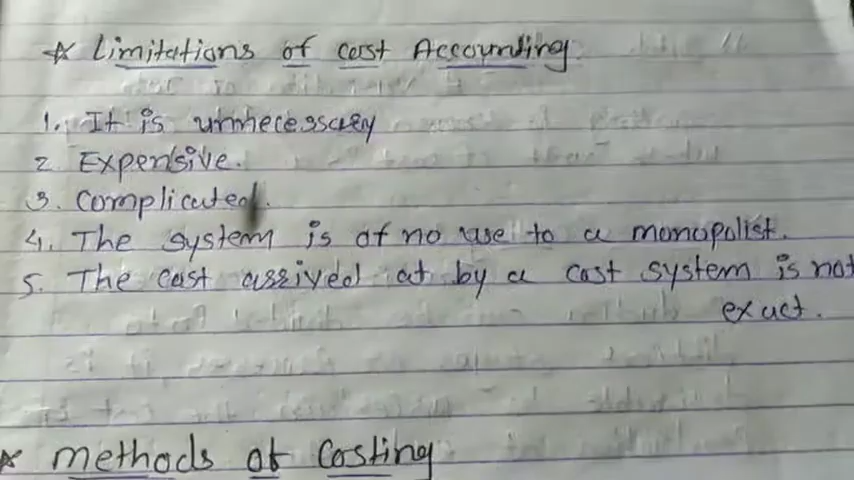 ☆ Limitations of cost Accounting
1. It is unnecessary
2. Expensive.
3. Complicated.
4. The system is of no use to a monopolist.
5. The cost arrived at by a cost system is not
exact.
☆ methods of Costing